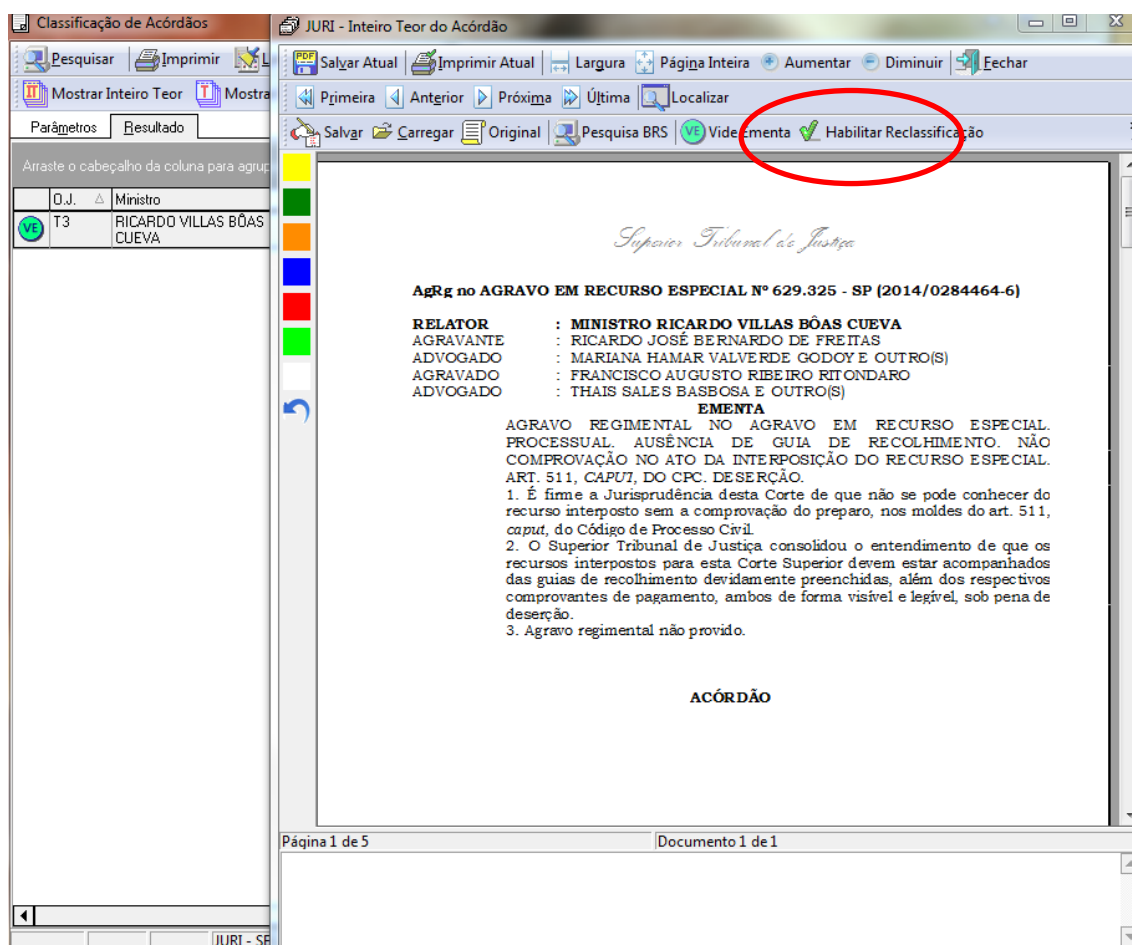 Classificação de Acórdãos
Pesquisar Imprimir L
Mostrar Inteiro Teor Mostra
Parâmetros Resultado
Arraste o cabeçalho da coluna para agrup
O.J. Ministro
VE T3 RICARDO VILLAS BÔAS
CUEVA
JURI - SE
JURI - Inteiro Teor do Acórdão
Salvar Atual Imprimir Atual Largura Página Inteira Aumentar Diminuir Fechar
Primeira Anterior Próxima Última Localizar
Salvar Carregar Original Pesquisa BRS VE Vide Ementa Habilitar Reclassificação
Superior Tribunal de Justiça
AgRg no AGRAVO EM RECURSO ESPECIAL Nº 629.325 - SP (2014/0284464-6)
RELATOR : MINISTRO RICARDO VILLAS BÔAS CUEVA
AGRAVANTE : RICARDO JOSÉ BERNARDO DE FREITAS
ADVOGADO : MARIANA HAMAR VALVERDE GODOY E OUTRO(S)
AGRAVADO : FRANCISCO AUGUSTO RIBEIRO RITONDARO
ADVOGADO : THAIS SALES BASBOSA E OUTRO(S)
EMENTA
AGRAVO REGIMENTAL NO AGRAVO EM RECURSO ESPECIAL.
PROCESSUAL. AUSÊNCIA DE GUIA DE RECOLHIMENTO. NÃO
COMPROVAÇÃO NO ATO DA INTERPOSIÇÃO DO RECURSO ESPECIAL.
ART. 511, CAPUT, DO CPC. DESERÇÃO.
1. É firme a Jurisprudência desta Corte de que não se pode conhecer do
recurso interposto sem a comprovação do preparo, nos moldes do art. 511,
caput, do Código de Processo Civil.
2. O Superior Tribunal de Justiça consolidou o entendimento de que os
recursos interpostos para esta Corte Superior devem estar acompanhados
das guias de recolhimento devidamente preenchidas, além dos respectivos
comprovantes de pagamento, ambos de forma visível e legível, sob pena de
deserção.
3. Agravo regimental não provido.
ACÓRDÃO
Página 1 de 5 Documento 1 de 1